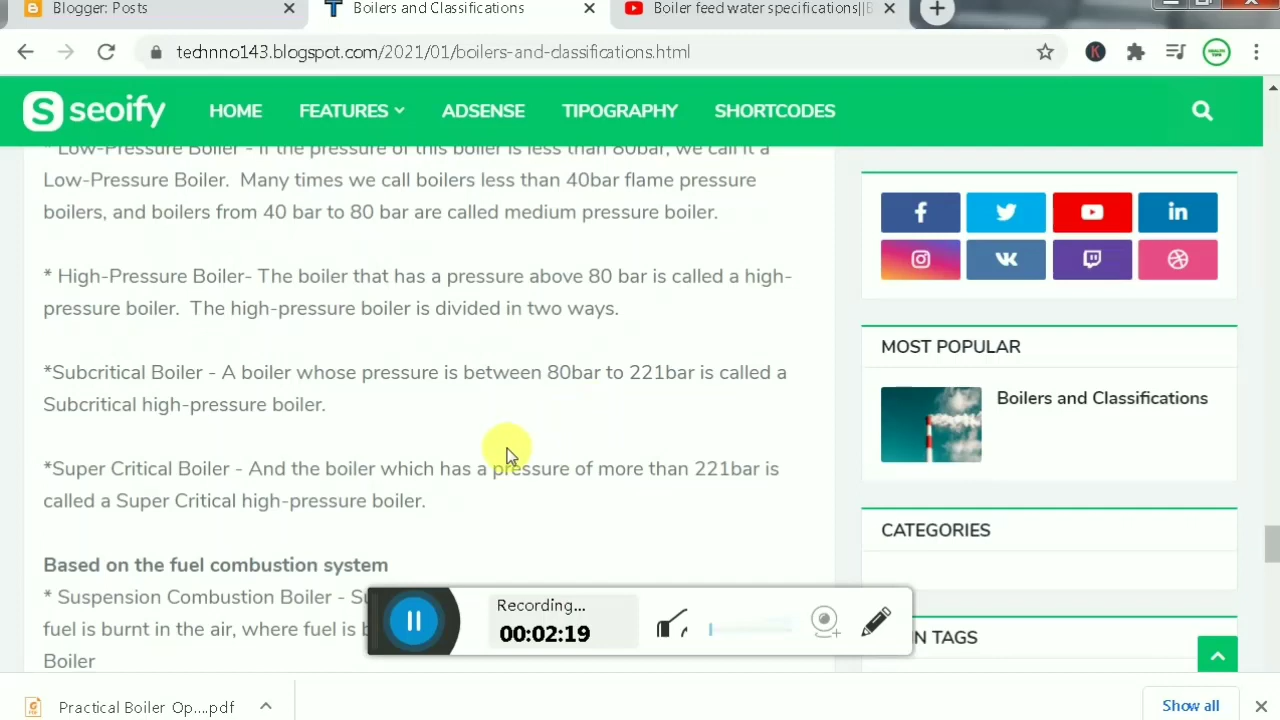 Blogger: Posts
Boilers and Classifications
Boiler feed water specifications||B
technno143.blogspot.com/2021/01/boilers-and-classifications.html
K
S seoify HOME FEATURES ADSENSE TIPOGRAPHY SHORTCODES
* Low-Pressure Boiler - If the pressure of this boiler is less than 80bar, we call it a
Low-Pressure Boiler.  Many times we call boilers less than 40bar flame pressure
boilers, and boilers from 40 bar to 80 bar are called medium pressure boiler.
* High-Pressure Boiler- The boiler that has a pressure above 80 bar is called a high-
pressure boiler.  The high-pressure boiler is divided in two ways.
*Subcritical Boiler - A boiler whose pressure is between 80bar to 221bar is called a
Subcritical high-pressure boiler.
*Super Critical Boiler - And the boiler which has a pressure of more than 221bar is
called a Super Critical high-pressure boiler.
Based on the fuel combustion system
* Suspension Combustion Boiler - Su
fuel is burnt in the air, where fuel is b
Boiler
MOST POPULAR
Boilers and Classifications
CATEGORIES
N TAGS
Recording...
00:02:19
Practical Boiler Op....pdf
Show all